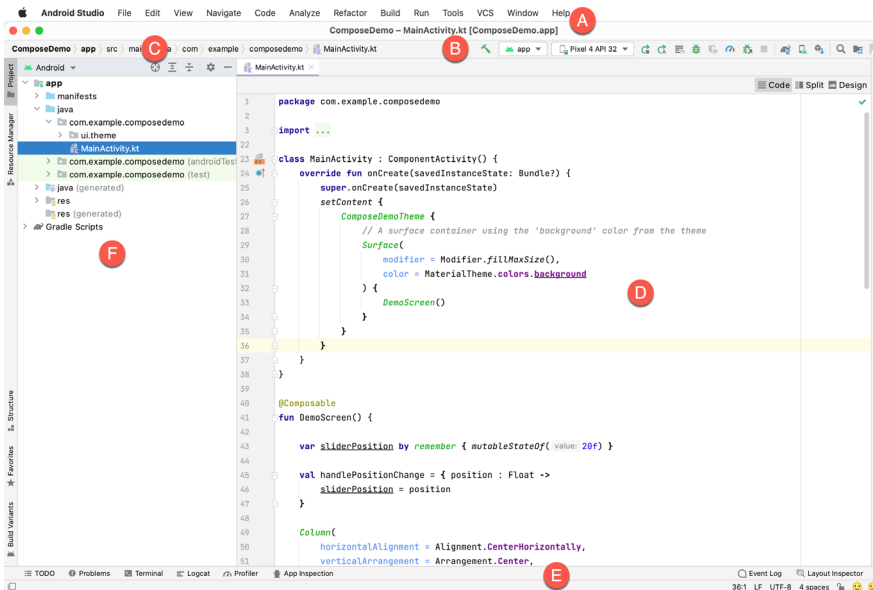 Android Studio File Edit View Navigate Code Analyze Refactor Build Run Tools VCS Window Help
A
ComposeDemo – MainActivity.kt [ComposeDemo.app]
ComposeDemo app src com example composedemo MainActivity.kt
C
B
app Pixel 4 API 32
Project
Android
MainActivity.kt
Code Split Design
app
manifests
java
com.example.composedemo
ui.theme
MainActivity.kt
com.example.composedemo (androidTest
com.example.composedemo (test)
java (generated)
res
res (generated)
Gradle Scripts
F
Resource Manager
Structure
Favorites
Build Variants
1 package com.example.composedemo
2
3 import ...
22
23 class MainActivity : ComponentActivity() {
24 override fun onCreate(savedInstanceState: Bundle?) {
25 super.onCreate(savedInstanceState)
26 setContent {
27 ComposeDemoTheme {
28 // A surface container using the 'background' color from the theme
29 Surface(
30 modifier = Modifier.fillMaxSize(),
31 color = MaterialTheme.colors.background
32 ) {
D
33 DemoScreen()
34 }
35 }
36 }
37 }
38 }
39
40 @Composable
41 fun DemoScreen() {
42
43 var sliderPosition by remember { mutableStateOf( value: 20f) }
44
45 val handlePositionChange = { position : Float ->
46 sliderPosition = position
47 }
48
49 Column(
50 horizontalAlignment = Alignment.CenterHorizontally,
51 verticalArrangement = Arrangement.Center,
TODO Problems Terminal Logcat Profiler App Inspection
E
Event Log Layout Inspector
36:1 LF UTF-8 4 spaces